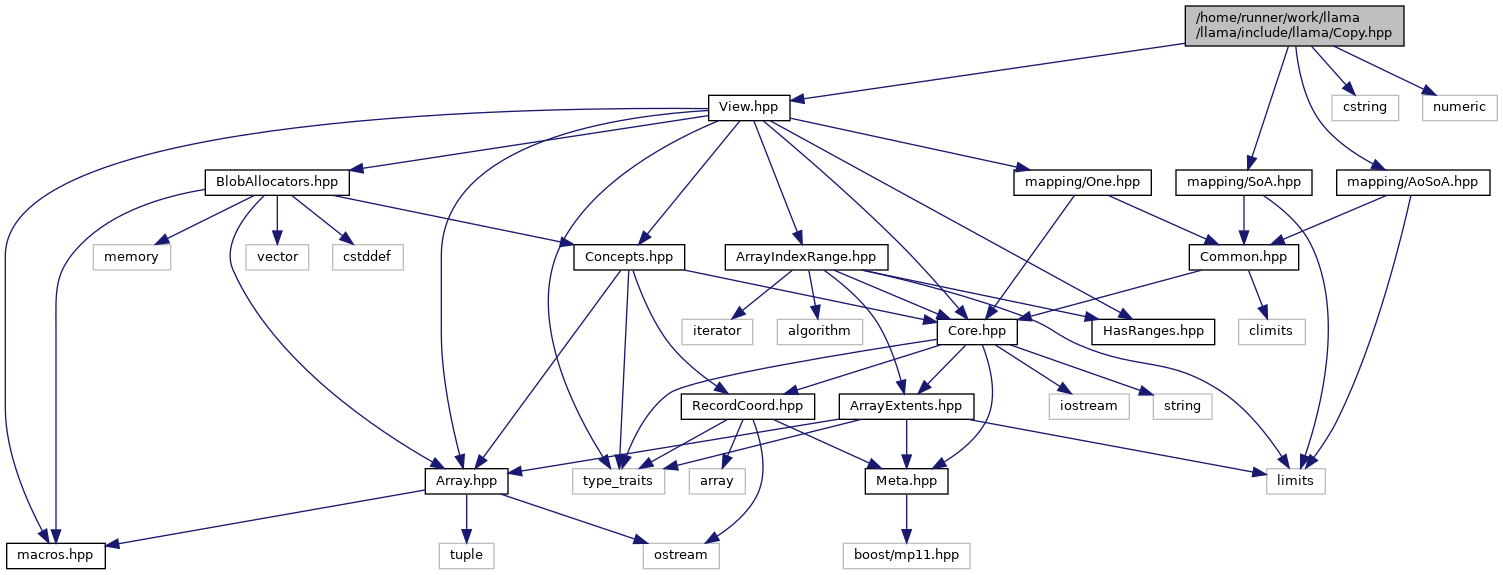 /home/runner/work/llama
/llama/include/llama/Copy.hpp
View.hpp
cstring
numeric
BlobAllocators.hpp
mapping/One.hpp
mapping/SoA.hpp
mapping/AoSoA.hpp
memory
vector
cstddef
Concepts.hpp
ArrayIndexRange.hpp
Common.hpp
iterator
algorithm
Core.hpp
HasRanges.hpp
climits
RecordCoord.hpp
ArrayExtents.hpp
iostream
string
Array.hpp
type_traits
array
Meta.hpp
limits
macros.hpp
tuple
ostream
boost/mp11.hpp